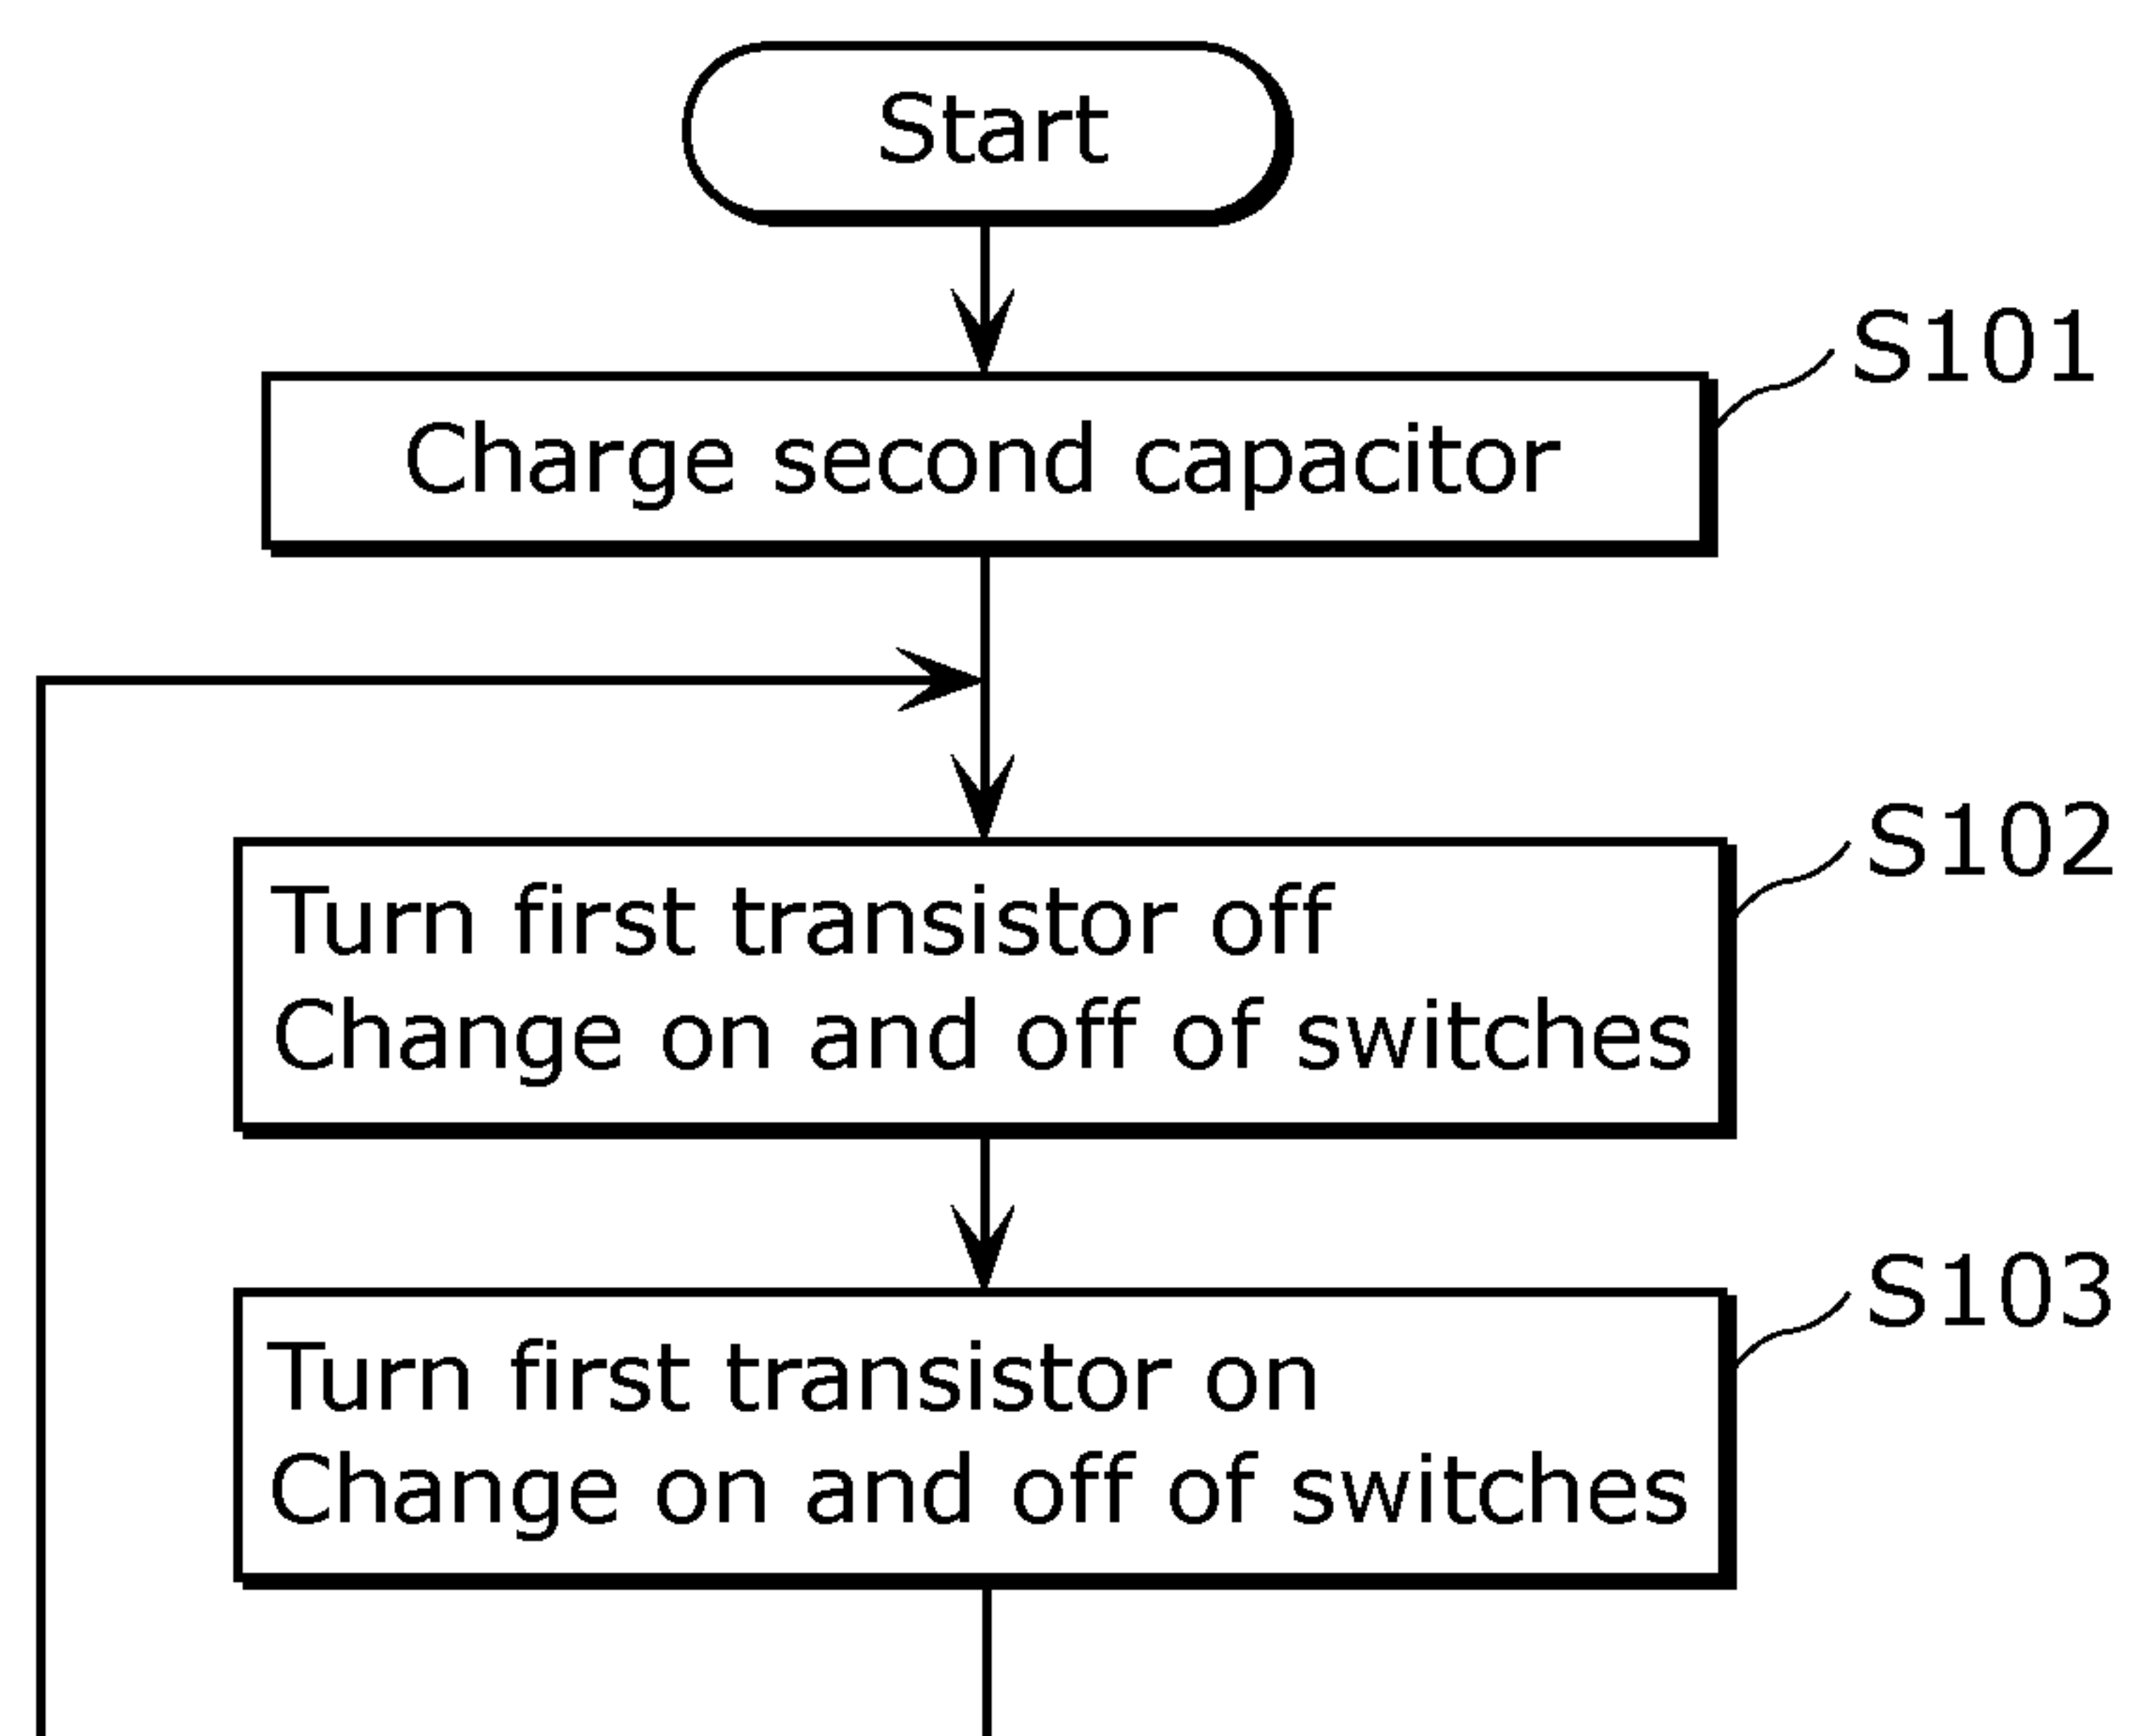 Start
S101
Charge second capacitor
S102
Turn first transistor off
Change on and off of switches
S103
Turn first transistor on
Change on and off of switches